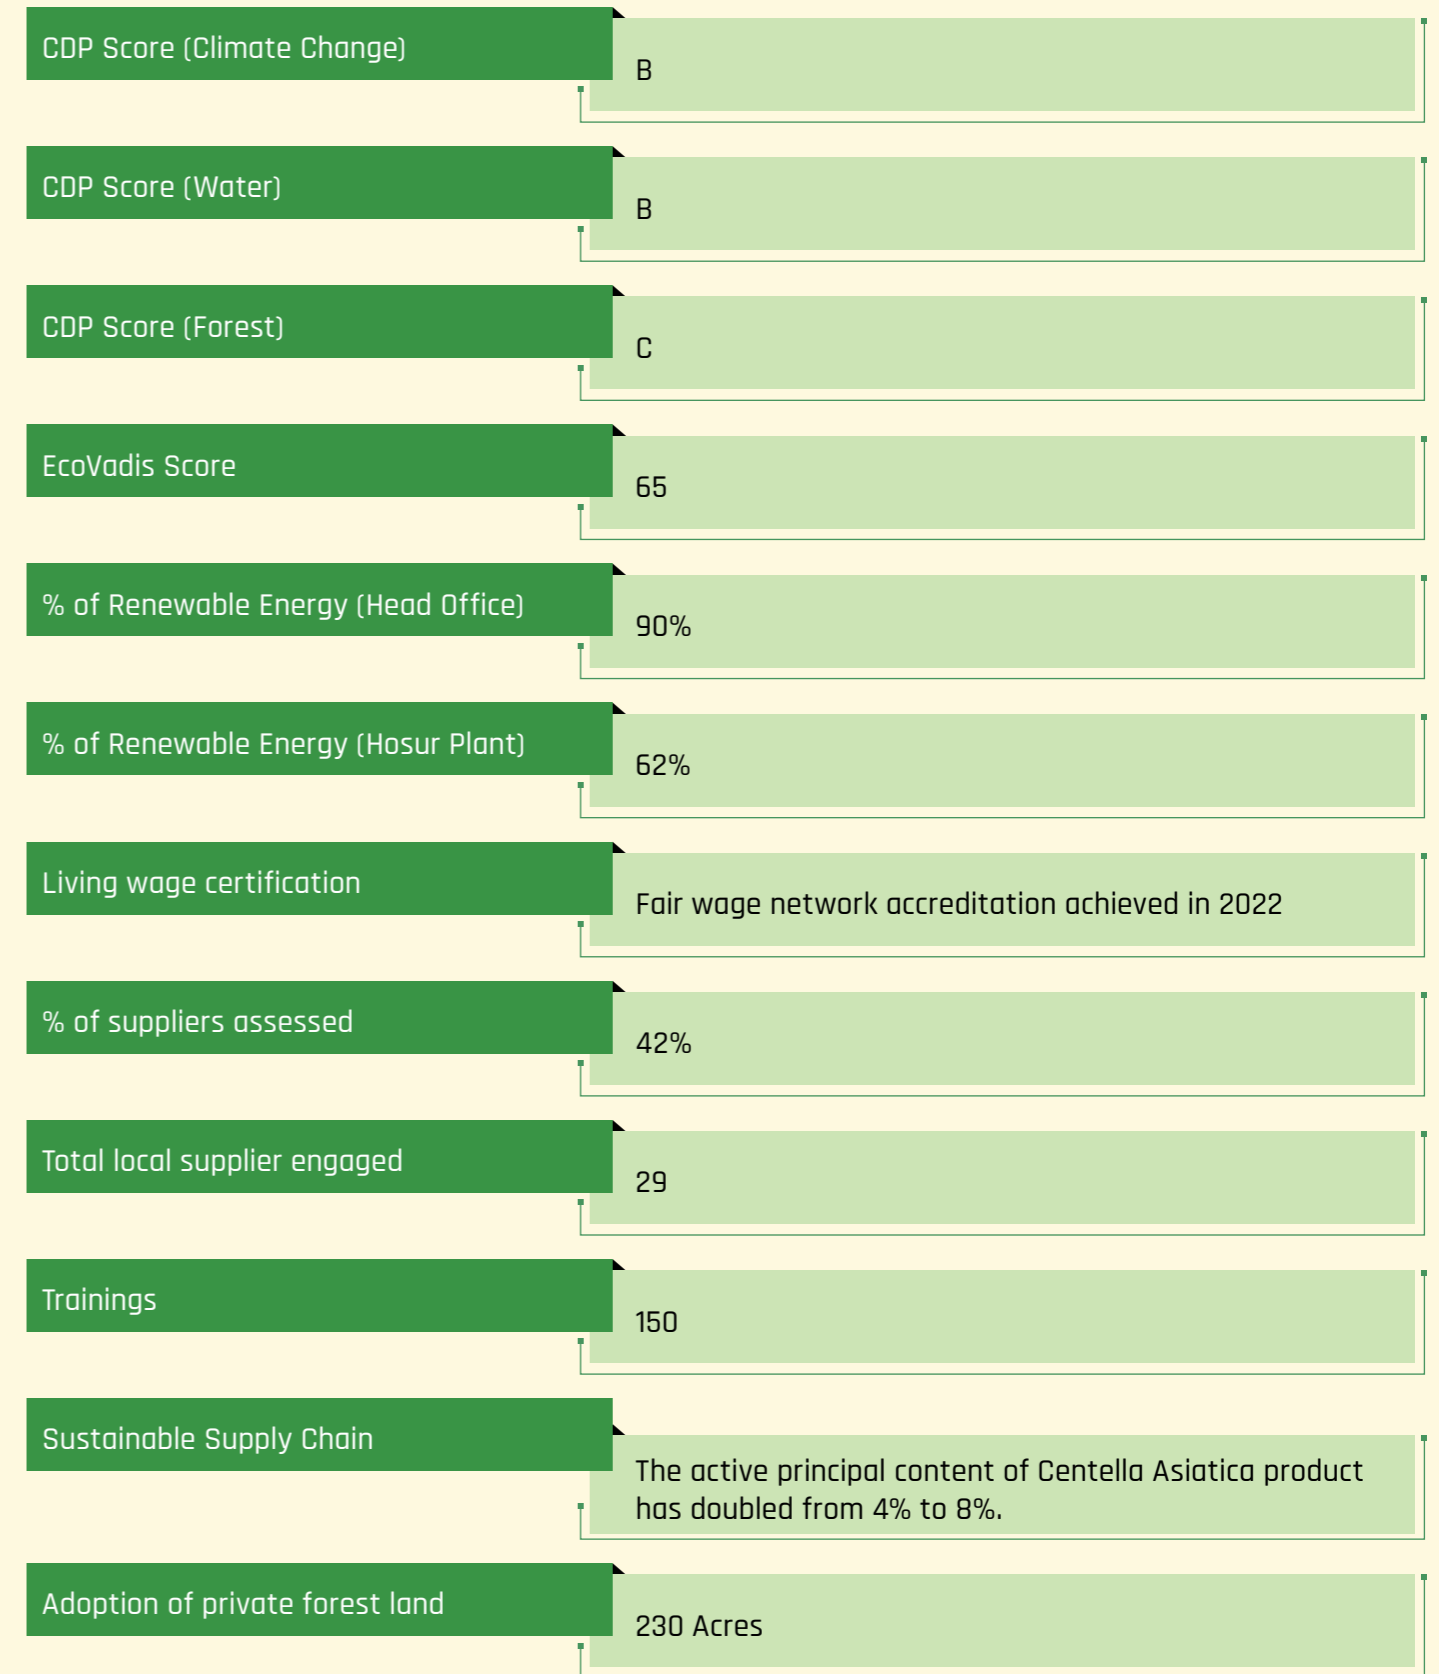 CDP Score (Climate Change)
B
CDP Score (Water)
B
CDP Score (Forest)
C
EcoVadis Score
65
% of Renewable Energy (Head Office)
90%
% of Renewable Energy (Hosur Plant)
62%
Living wage certification
Fair wage network accreditation achieved in 2022
% of suppliers assessed
42%
Total local supplier engaged
29
Trainings
150
Sustainable Supply Chain
The active principal content of Centella Asiatica product
has doubled from 4% to 8%.
Adoption of private forest land
230 Acres